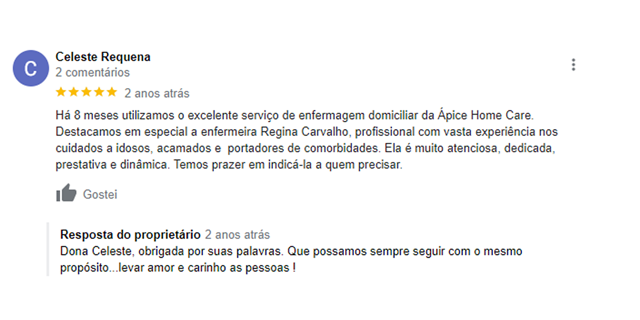 C
Celeste Requena
2 comentários
2 anos atrás
Há 8 meses utilizamos o excelente serviço de enfermagem domiciliar da Ápice Home Care.
Destacamos em especial a enfermeira Regina Carvalho, profissional com vasta experiência nos
cuidados a idosos, acamados e portadores de comorbidades. Ela é muito atenciosa, dedicada,
prestativa e dinâmica. Temos prazer em indicá-la a quem precisar.
Gostei
Resposta do proprietário 2 anos atrás
Dona Celeste, obrigada por suas palavras. Que possamos sempre seguir com o mesmo
propósito...levar amor e carinho as pessoas !